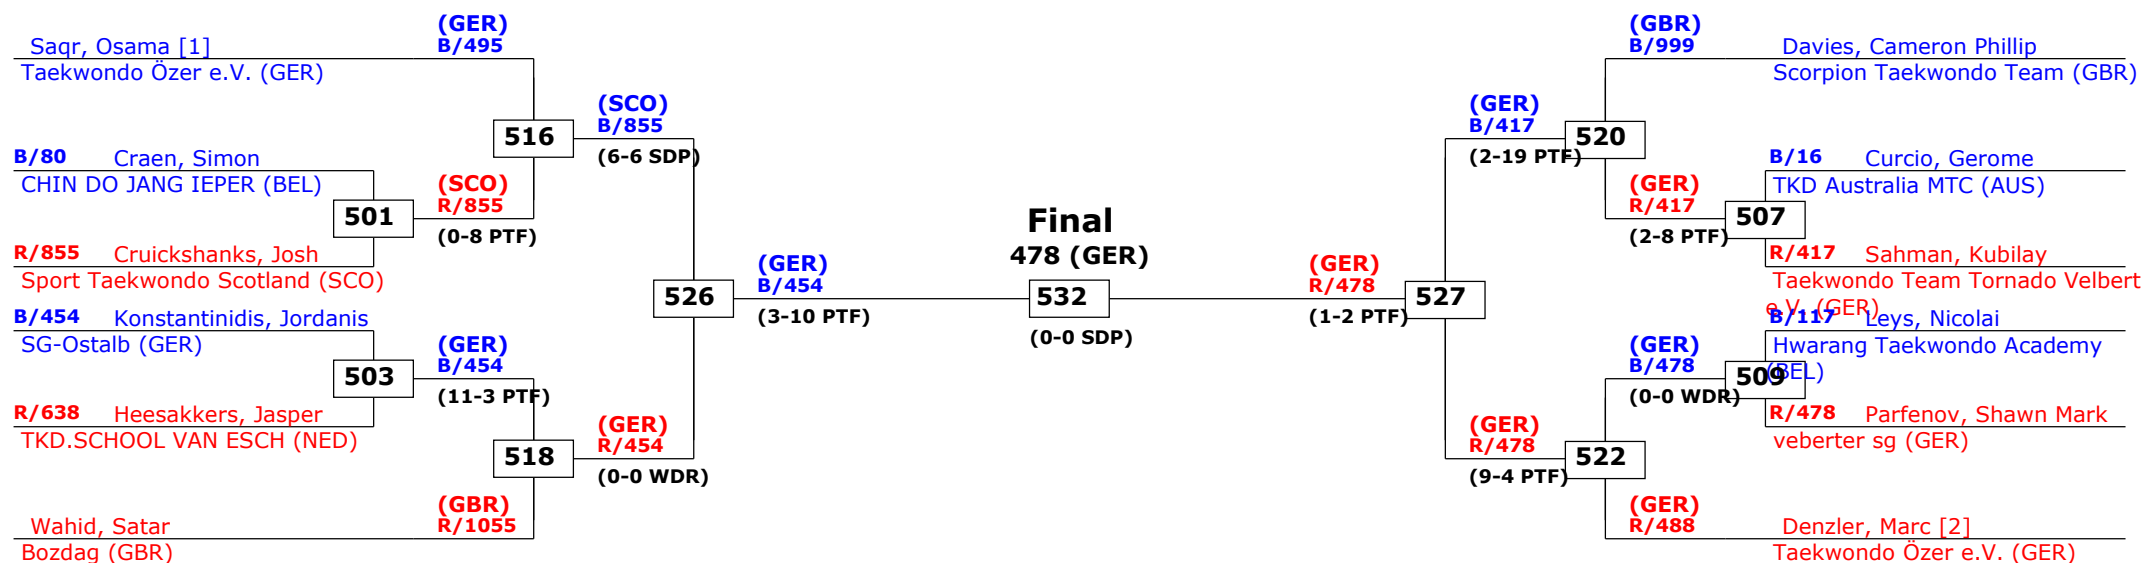 (GER)
B/495
Saqr, Osama [1]
Taekwondo Özer e.V. (GER)
(SCO)
B/855
516
(6-6 SDP)
B/80 Craen, Simon
CHIN DO JANG IEPER (BEL)
(SCO)
R/855
501
(0-8 PTF)
R/855 Cruickshanks, Josh
Sport Taekwondo Scotland (SCO)
(GER)
B/454
526
(3-10 PTF)
B/454 Konstantinidis, Jordanis
SG-Ostalb (GER)
(GER)
B/454
503
(11-3 PTF)
R/638 Heesakkers, Jasper
TKD.SCHOOL VAN ESCH (NED)
(GER)
R/454
518
(0-0 WDR)
(GBR)
R/1055
Wahid, Satar
Bozdag (GBR)
Final
478 (GER)
532
(0-0 SDP)
(GBR)
B/999
Davies, Cameron Phillip
Scorpion Taekwondo Team (GBR)
(GER)
B/417
520
(2-19 PTF)
B/16 Curcio, Gerome
TKD Australia MTC (AUS)
(GER)
R/417
507
(2-8 PTF)
R/417 Sahman, Kubilay
Taekwondo Team Tornado Velbert
e.V. (GER)
(GER)
R/478
527
(1-2 PTF)
B/117 Leys, Nicolai
Hwarang Taekwondo Academy
(BEL)
(GER)
B/478
509
(0-0 WDR)
R/478 Parfenov, Shawn Mark
veberter sg (GER)
(GER)
R/478
522
(9-4 PTF)
(GER)
R/488
Denzler, Marc [2]
Taekwondo Özer e.V. (GER)